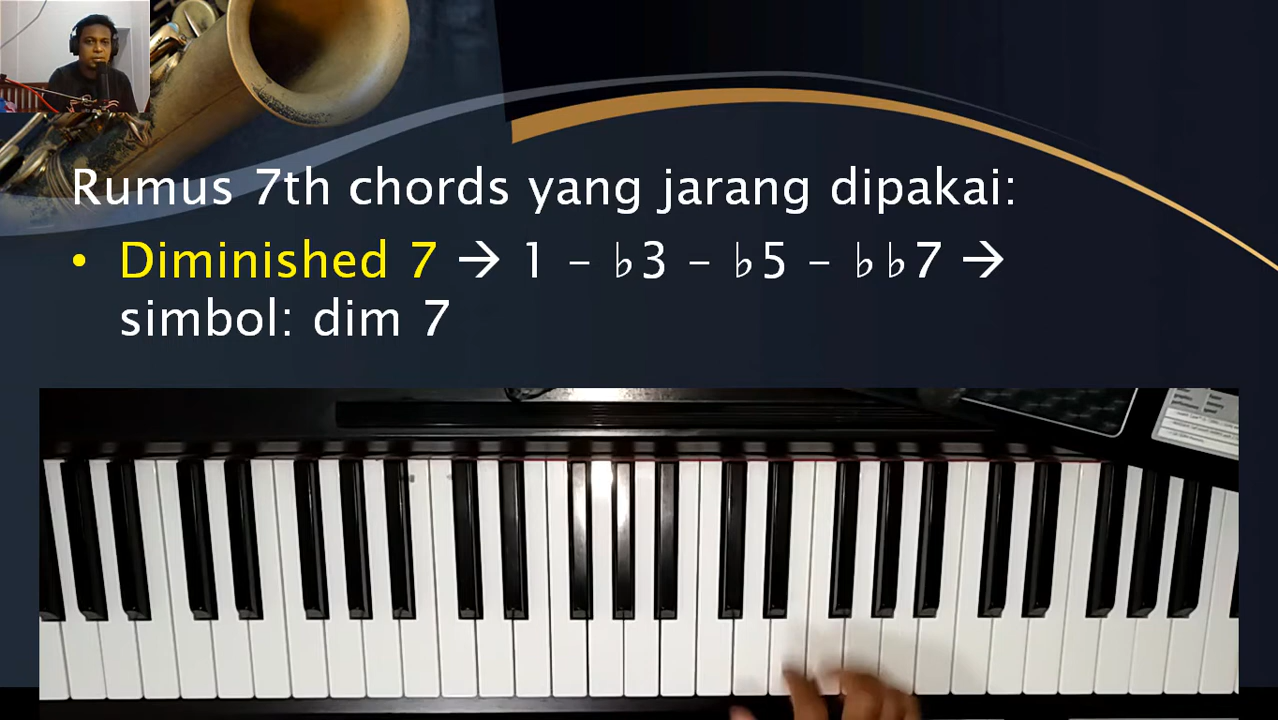 Rumus 7th chords yang jarang dipakai:
• Diminished 7 → 1 – ♭3 – ♭5 – ♭♭7 →
simbol: dim 7